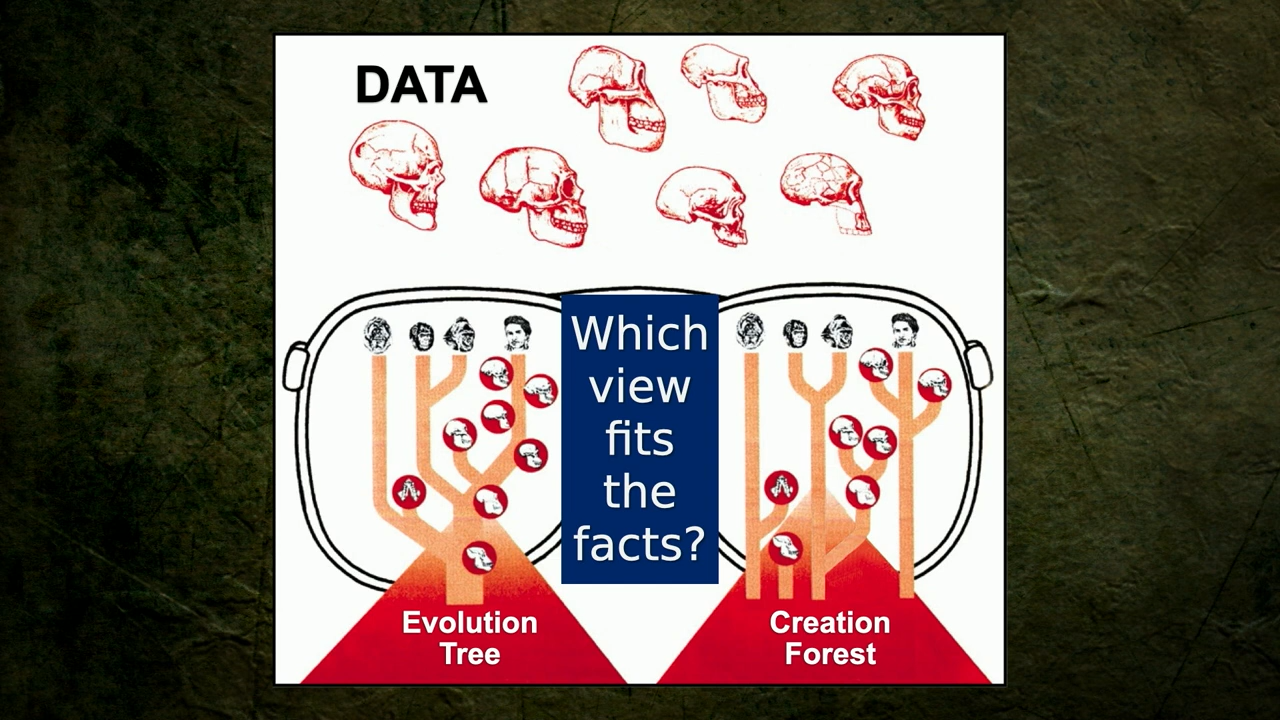 DATA
Which
view
fits
the
facts?
Evolution
Tree
Creation
Forest